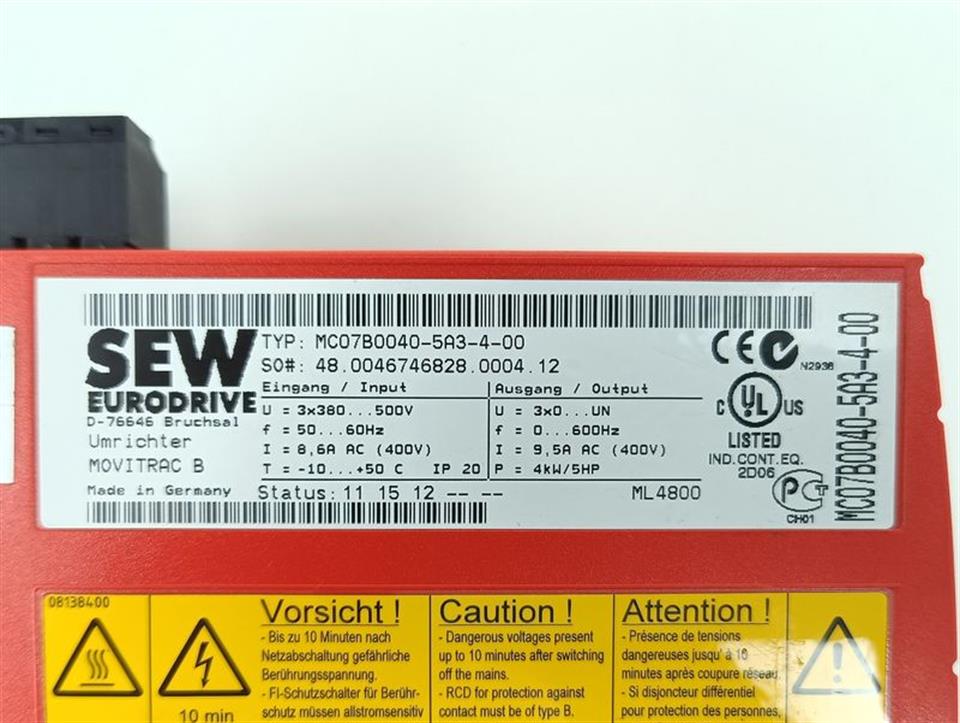 SEW
EURODRIVE
D-76646 Bruchsal
Umrichter
MOVITRAC B
Made in Germany
TYP: MC07B0040-5A3-4-00
SO#: 48.0046746828.0004.12
Eingang / Input
U = 3x380...500V
f = 50...60Hz
I = 8,6A AC (400V)
T = -10...+50 C IP 20
Ausgang / Output
U = 3x0...UN
f = 0...600Hz
I = 9,5A AC (400V)
P = 4kW/5HP
Status: 11 15 12 -- -- ML4800
CE
N2936
C UL US
LISTED
IND.CONT.EQ.
2D06
PCT
CH01
MC07B0040-5A3-4-00
08138400
10 min
Vorsicht !
- Bis zu 10 Minuten nach
Netzabschaltung gefährliche
Berührungsspannung.
- FI-Schutzschalter für Berühr-
schutz müssen allstromsensitiv
Caution !
- Dangerous voltages present
up to 10 minutes after switching
off the mains.
- RCD for protection against
contact must be of type B.
Attention !
- Présence de tensions
dangereuses jusqu'à 10
minutes après coupure réseau.
- Si disjoncteur différentiel
pour protection des personnes,